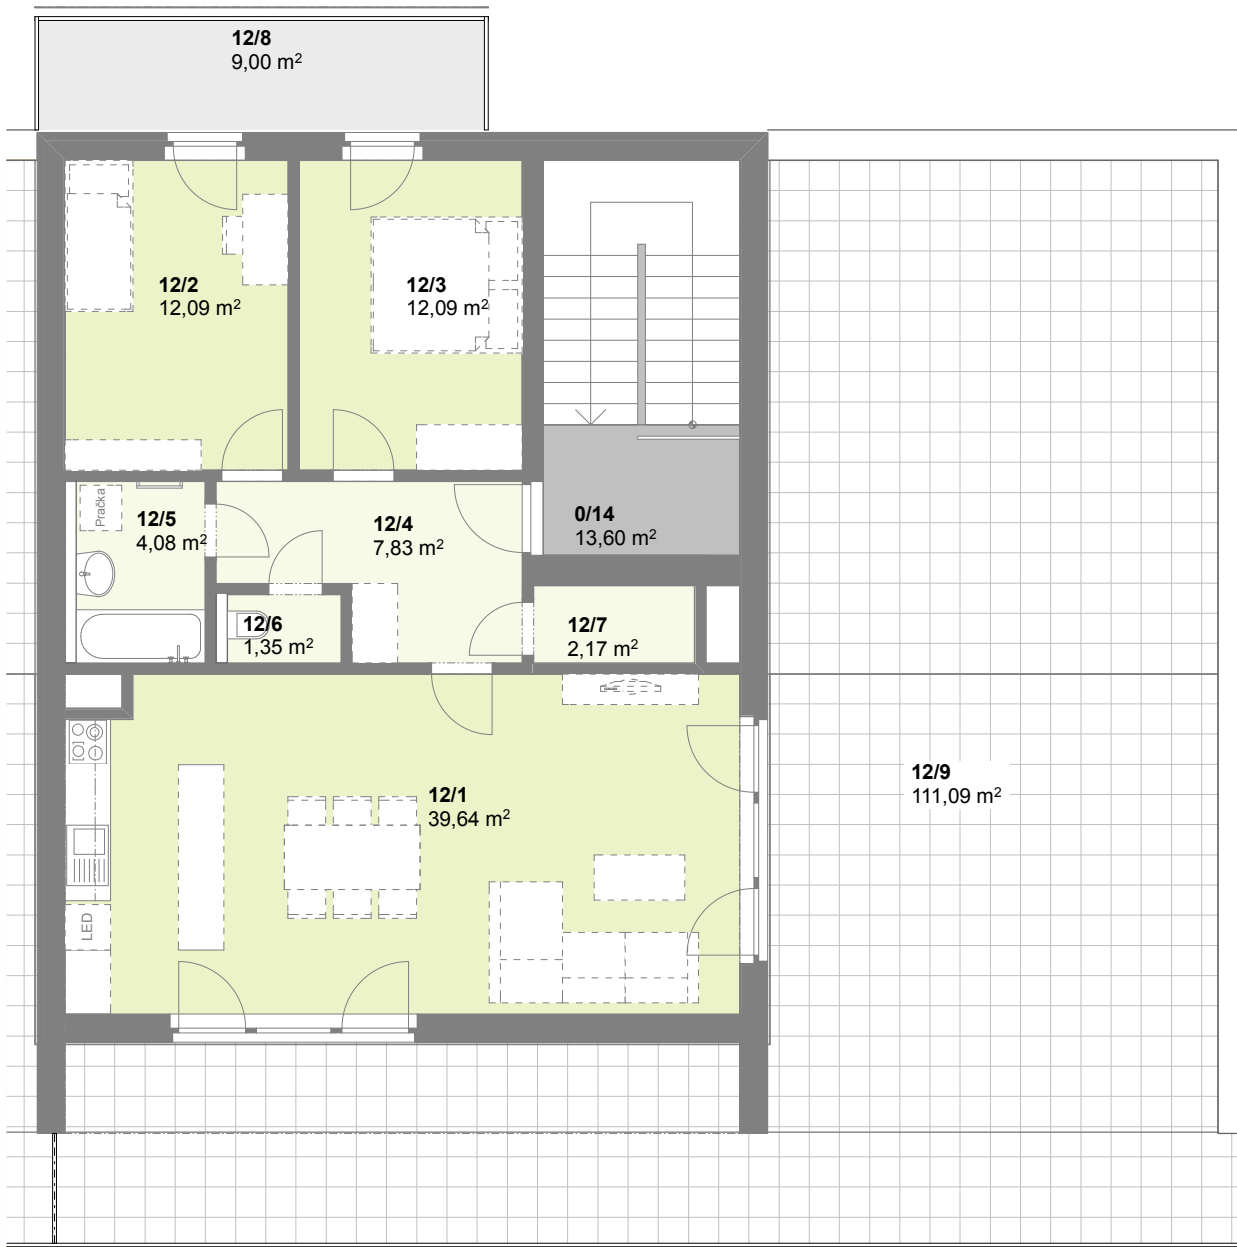 12/8
9,00 m²
12/2
12,09 m²
12/3
12,09 m²
Pračka
12/5
4,08 m²
12/4
7,83 m²
0/14
13,60 m²
12/6
1,35 m²
12/7
2,17 m²
12/1
39,64 m²
12/9
111,09 m²
LED